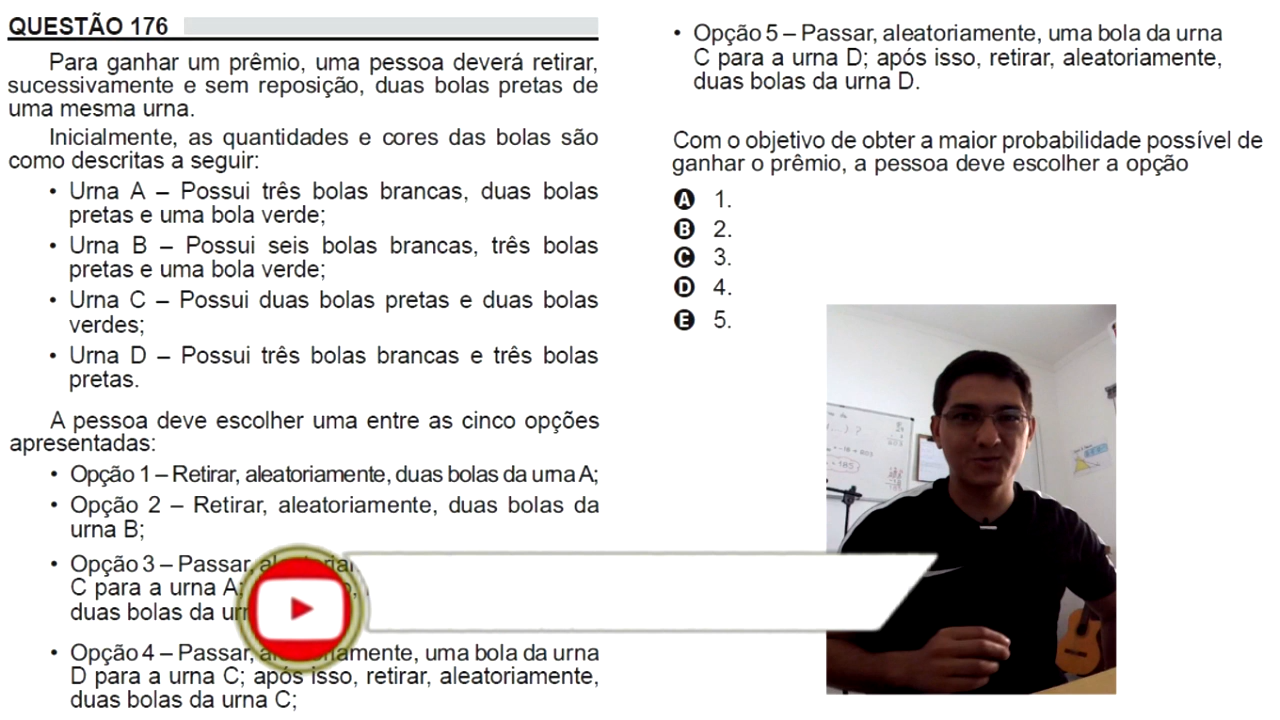 QUESTÃO 176
Para ganhar um prêmio, uma pessoa deverá retirar,
sucessivamente e sem reposição, duas bolas pretas de
uma mesma urna.
Inicialmente, as quantidades e cores das bolas são
como descritas a seguir:
• Urna A – Possui três bolas brancas, duas bolas
pretas e uma bola verde;
• Urna B – Possui seis bolas brancas, três bolas
pretas e uma bola verde;
• Urna C – Possui duas bolas pretas e duas bolas
verdes;
• Urna D – Possui três bolas brancas e três bolas
pretas.
A pessoa deve escolher uma entre as cinco opções
apresentadas:
• Opção 1 – Retirar, aleatoriamente, duas bolas da urna A;
• Opção 2 – Retirar, aleatoriamente, duas bolas da
urna B;
• Opção 3 – Passar,
C para a urna A;
duas bolas da
• Opção 4 – Passar, uma bola da urna
D para a urna C; após isso, retirar, aleatoriamente,
duas bolas da urna C;
• Opção 5 – Passar, aleatoriamente, uma bola da urna
C para a urna D; após isso, retirar, aleatoriamente,
duas bolas da urna D.
Com o objetivo de obter a maior probabilidade possível de
ganhar o prêmio, a pessoa deve escolher a opção
A 1.
B 2.
C 3.
D 4.
E 5.